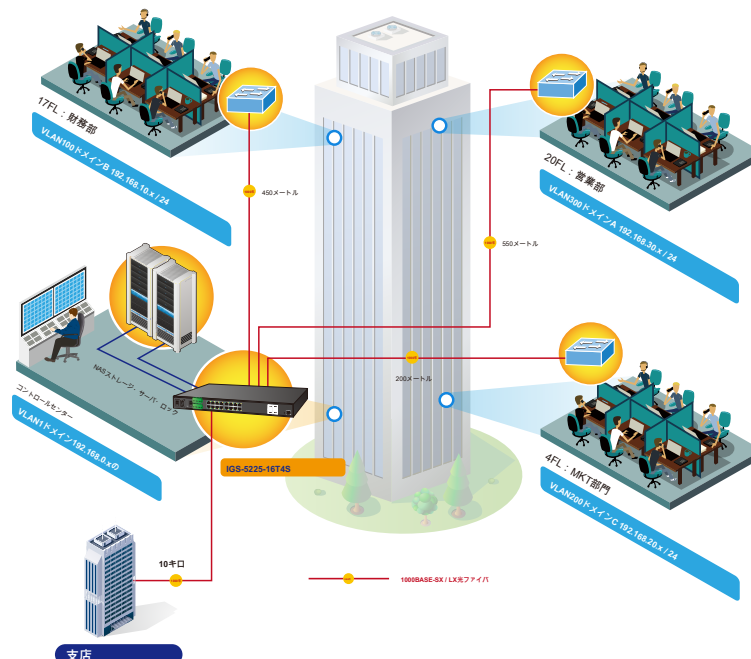 17FL：財務部
VLAN100ドメインB 192.168.10.x / 24
450メートル
20FL：営業部
VLAN300ドメインA 192.168.30.x / 24
550メートル
200メートル
NASストレージ、サーバ・ロック
コントロールセンター
VLAN1ドメイン192.168.0.xの
IGS-5225-16T4S
4FL：MKT部門
VLAN200ドメインC 192.168.20.x / 24
10キロ
1000BASE-SX / LX光ファイバ
支店